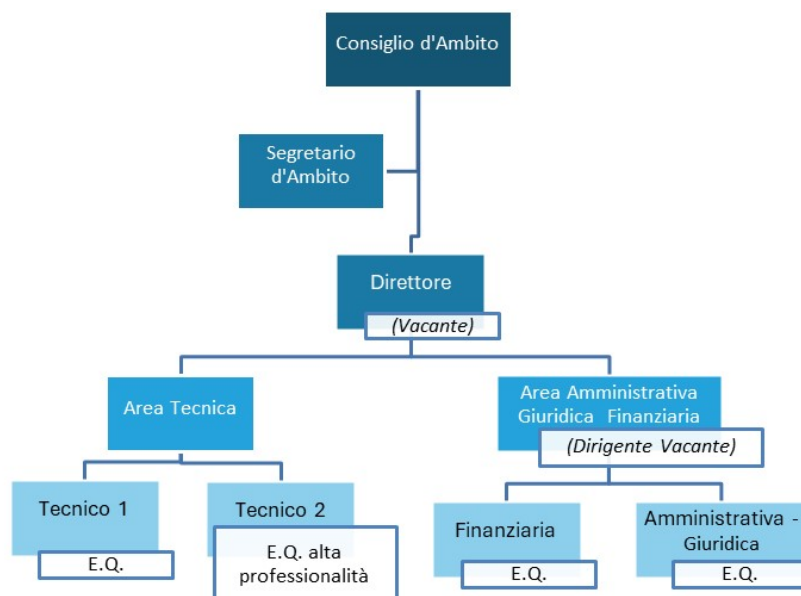 Consiglio d'Ambito
Segretario
d'Ambito
Direttore
(Vacante)
Area Tecnica
Area Amministrativa
Giuridica Finanziaria
(Dirigente Vacante)
Tecnico 1
E.Q.
Tecnico 2
E.Q. alta
professionalità
Finanziaria
E.Q.
Amministrativa -
Giuridica
E.Q.